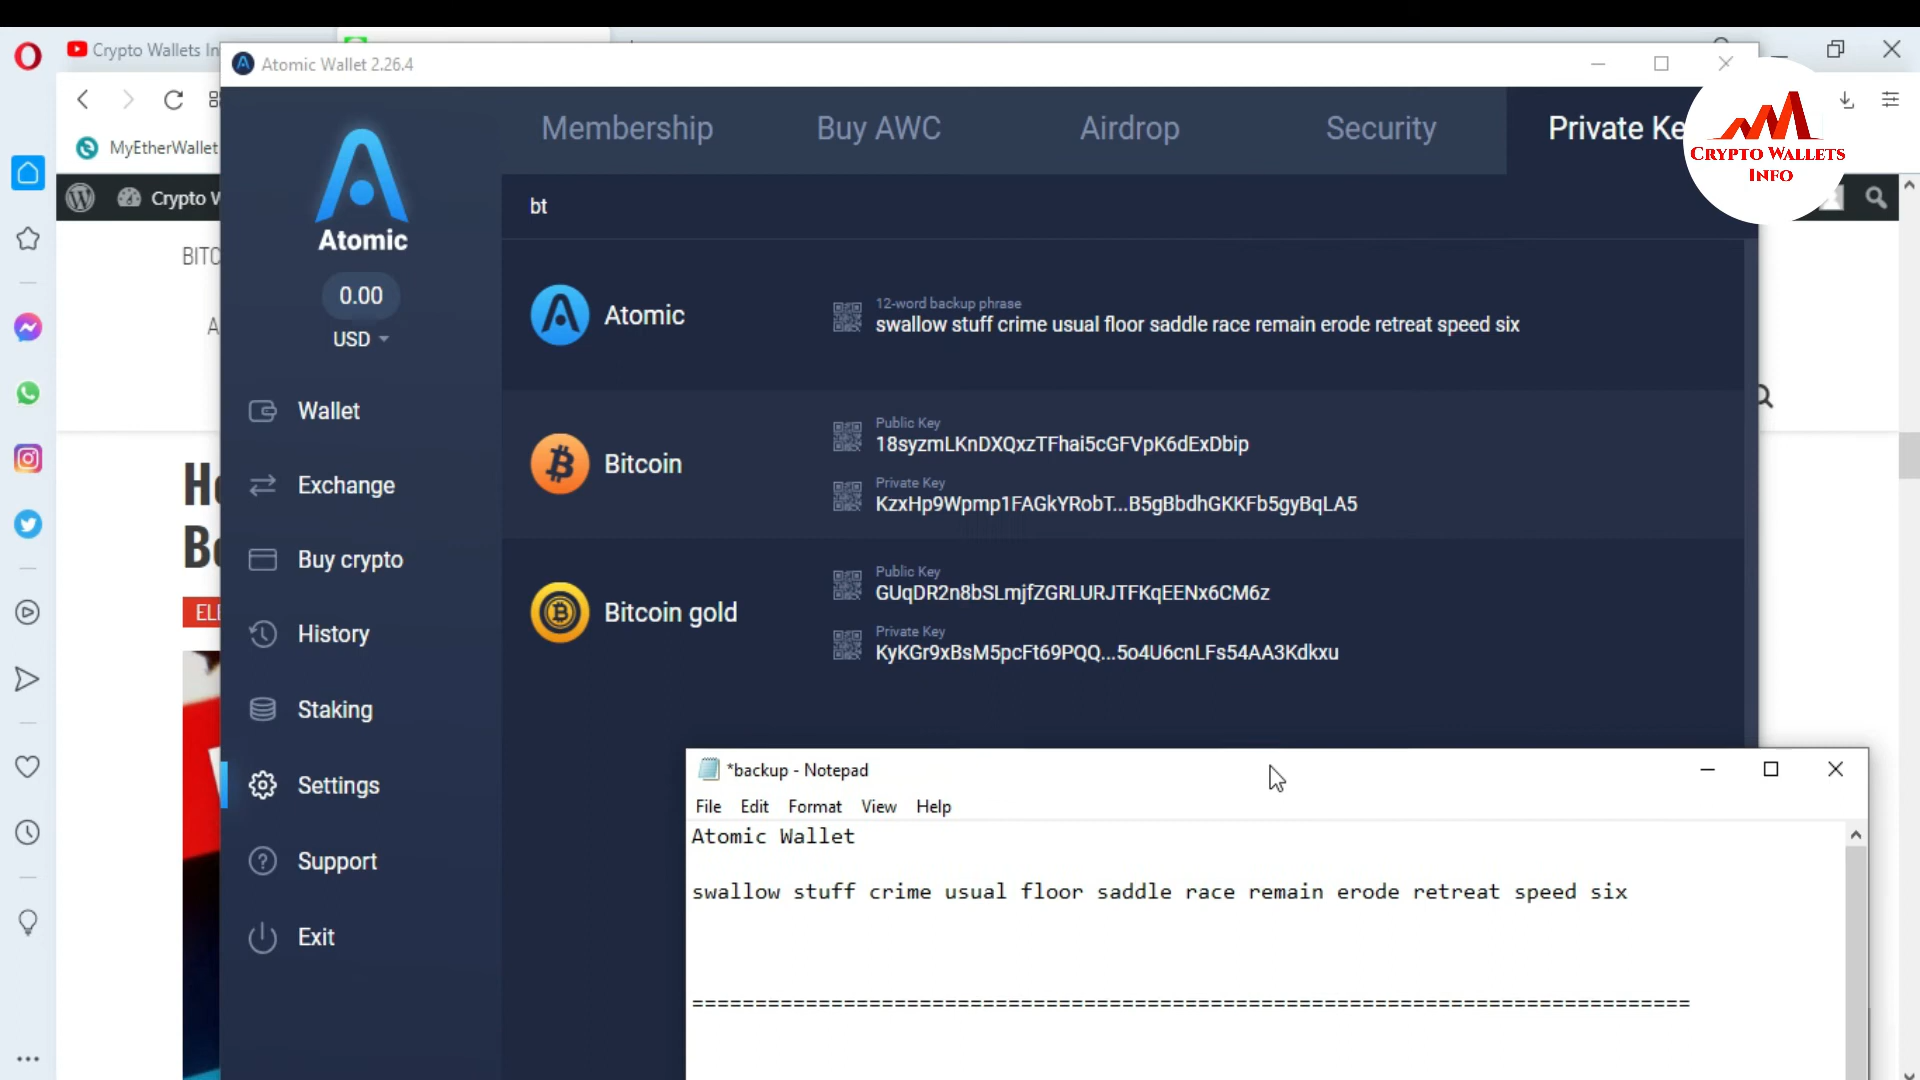 Crypto Wallets In
Atomic Wallet 2.26.4
MyEtherWallet
Crypto W
BITC
A
Ho
Bo
ELE
Atomic
0.00
USD
Wallet
Exchange
Buy crypto
History
Staking
Settings
Support
Exit
Membership
Buy AWC
Airdrop
Security
Private Ke
CRYPTO WALLETS
INFO
bt
Atomic
12-word backup phrase
swallow stuff crime usual floor saddle race remain erode retreat speed six
Bitcoin
Public Key
18syzmLKnDXQxzTFhai5cGFVpK6dExDbip
Private Key
KzxHp9Wpmp1FAGkYRobT...B5gBbdhGKKFb5gyBqLA5
Bitcoin gold
Public Key
GUqDR2n8bSLmjfZGRLURJTFKqEENx6CM6z
Private Key
KyKGr9xBsM5pcFt69PQQ...5o4U6cnLFs54AA3Kdkxu
*backup - Notepad
File Edit Format View Help
Atomic Wallet
swallow stuff crime usual floor saddle race remain erode retreat speed six
===============================================================================